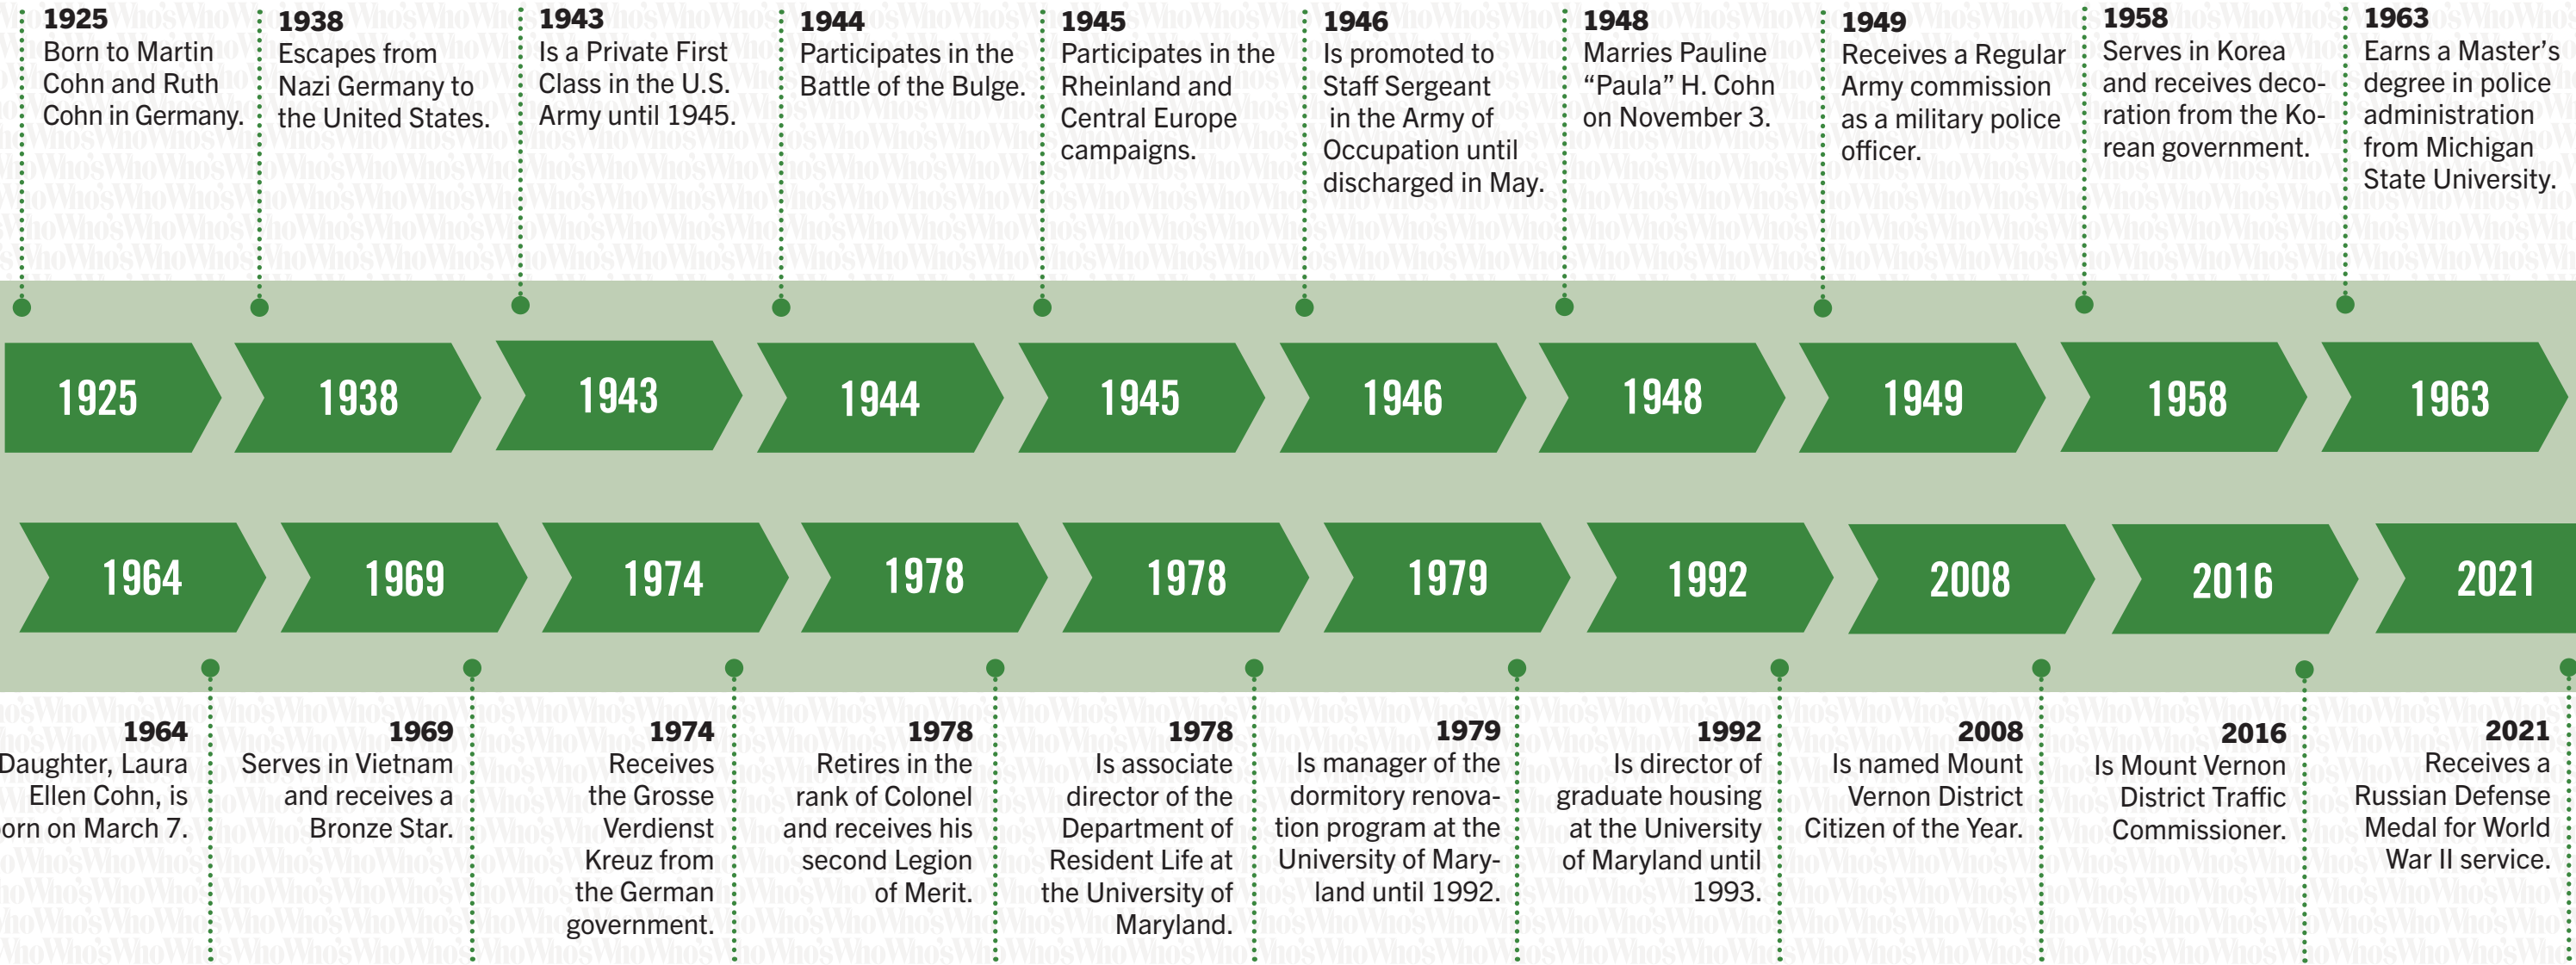 1925
Born to Martin
Cohn and Ruth
Cohn in Germany.
1938
Escapes from
Nazi Germany to
the United States.
1943
Is a Private First
Class in the U.S.
Army until 1945.
1944
Participates in the
Battle of the Bulge.
1945
Participates in the
Rheinland and
Central Europe
campaigns.
1946
Is promoted to
Staff Sergeant
in the Army of
Occupation until
discharged in May.
1948
Marries Pauline
“Paula” H. Cohn
on November 3.
1949
Receives a Regular
Army commission
as a military police
officer.
1958
Serves in Korea
and receives deco-
ration from the Ko-
rean government.
1963
Earns a Master’s
degree in police
administration
from Michigan
State University.
1925
1938
1943
1944
1945
1946
1948
1949
1958
1963
1964
1969
1974
1978
1978
1979
1992
2008
2016
2021
1964
Daughter, Laura
Ellen Cohn, is
orn on March 7.
1969
Serves in Vietnam
and receives a
Bronze Star.
1974
Receives
the Grosse
Verdienst
Kreuz from
the German
government.
1978
Retires in the
rank of Colonel
and receives his
second Legion
of Merit.
1978
Is associate
director of the
Department of
Resident Life at
the University of
Maryland.
1979
Is manager of the
dormitory renova-
tion program at the
University of Mary-
land until 1992.
1992
Is director of
graduate housing
at the University
of Maryland until
1993.
2008
Is named Mount
Vernon District
Citizen of the Year.
2016
Is Mount Vernon
District Traffic
Commissioner.
2021
Receives a
Russian Defense
Medal for World
War II service.